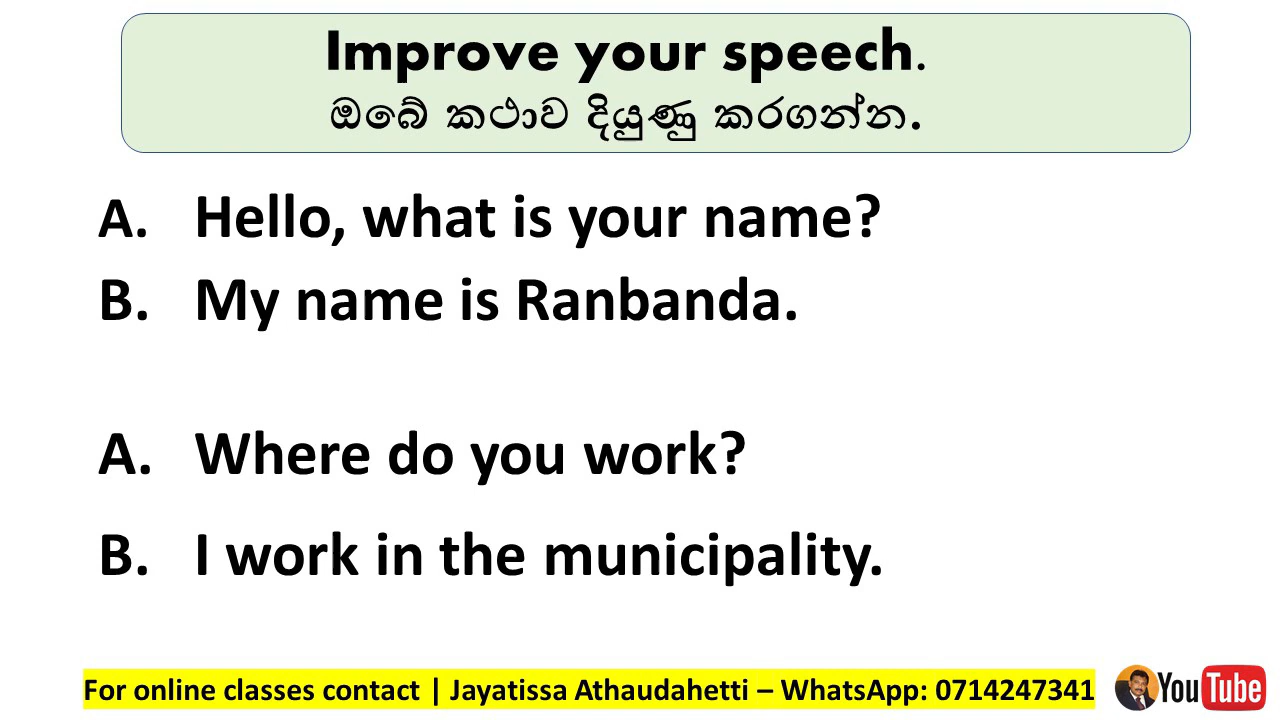 Improve your speech.
ඔබේ කථාව දියුණු කරගන්න.
A. Hello, what is your name?
B. My name is Ranbanda.
A. Where do you work?
B. I work in the municipality.
For online classes contact | Jayatissa Athaudahetti – WhatsApp: 0714247341
YouTube